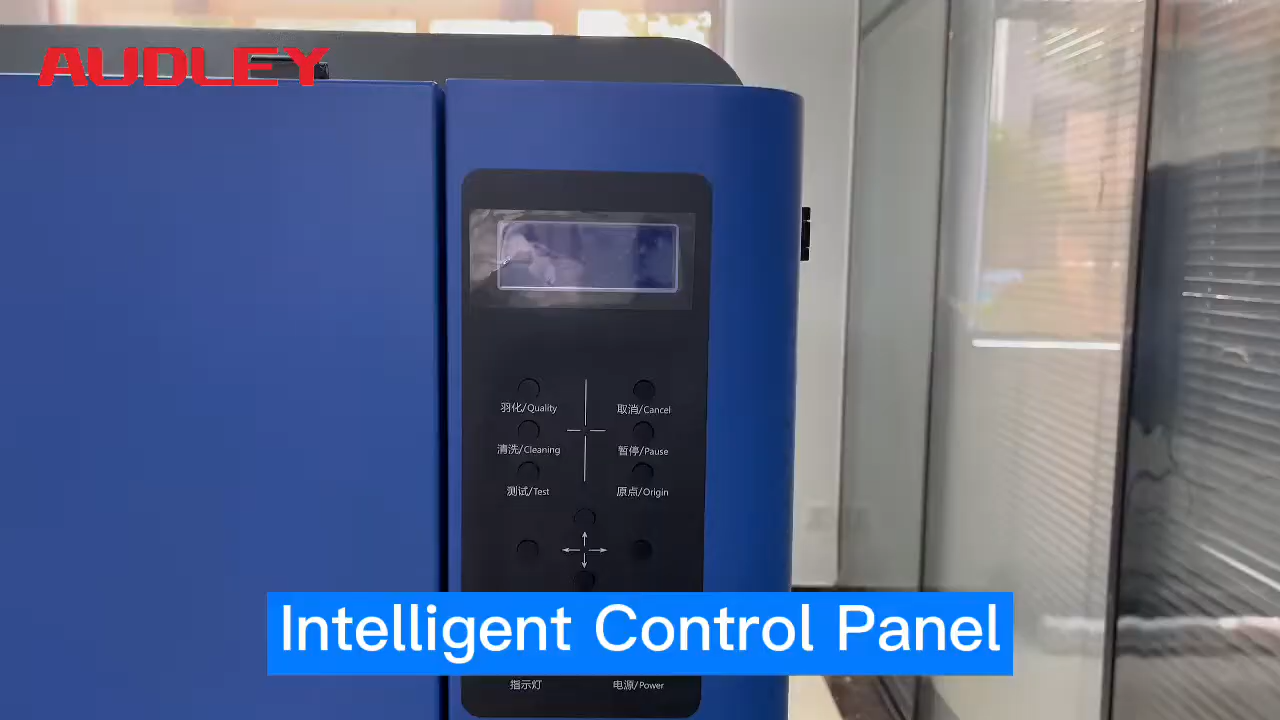 AUDLEY
羽化/Quality
取消/Cancel
清洗/Cleaning
暂停/Pause
测试/Test
原点/Origin
Intelligent Control Panel
指示灯
电源/Power